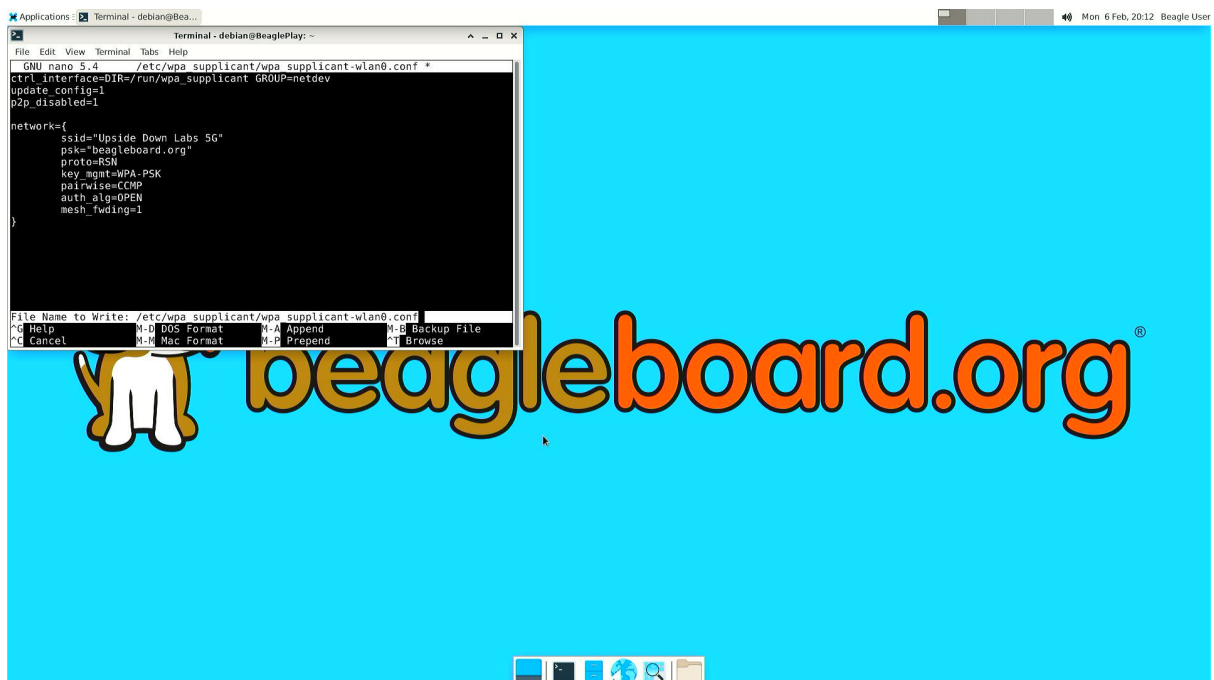 Applications Terminal - debian@Bea... Mon 6 Feb, 20:12 Beagle User
Terminal - debian@BeaglePlay: ~
File Edit View Terminal Tabs Help
GNU nano 5.4 /etc/wpa_supplicant/wpa_supplicant-wlan0.conf *
ctrl_interface=DIR=/run/wpa_supplicant GROUP=netdev
update_config=1
p2p_disabled=1
network={
ssid="Upside Down Labs 5G"
psk="beagleboard.org"
proto=RSN
key_mgmt=WPA-PSK
pairwise=CCMP
auth_alg=OPEN
mesh_fwding=1
}
File Name to Write: /etc/wpa_supplicant/wpa_supplicant-wlan0.conf
^G Help M-D DOS Format M-A Append M-B Backup File
^C Cancel M-M Mac Format M-P Prepend ^T Browse
beagleboard.org®